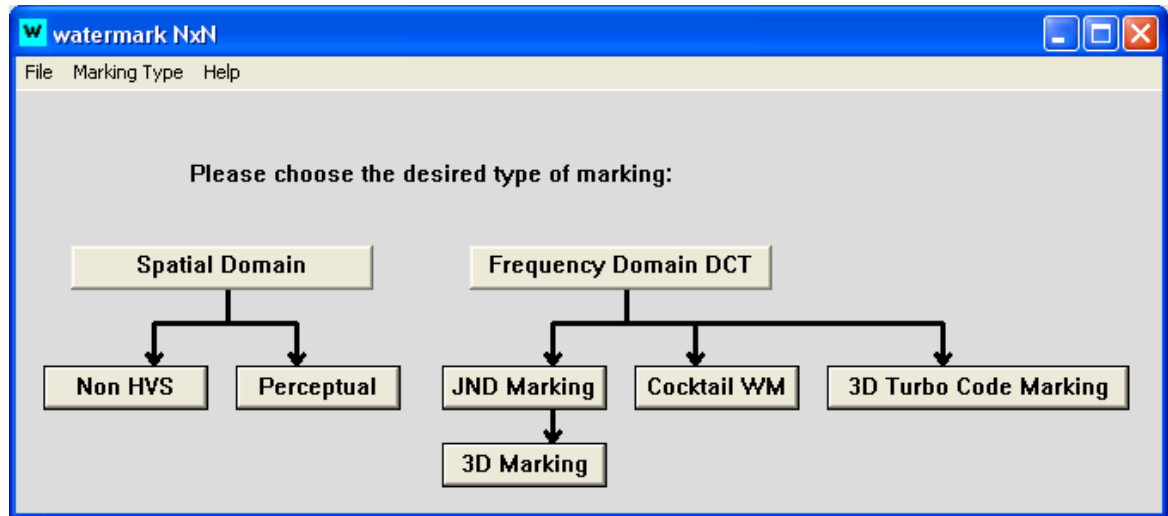 W watermark NxN
File Marking Type Help
Please choose the desired type of marking:
Spatial Domain Frequency Domain DCT
Non HVS Perceptual JND Marking Cocktail WM 3D Turbo Code Marking
3D Marking